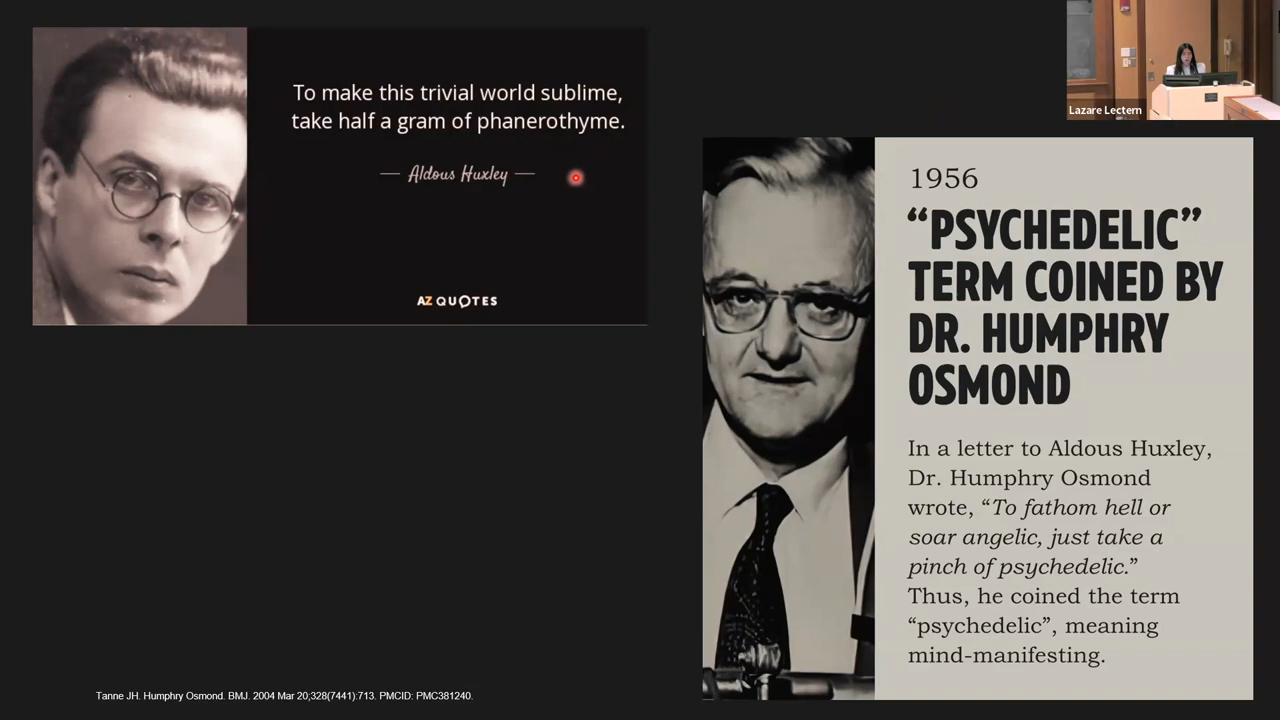 To make this trivial world sublime,
take half a gram of phanerothyme.
— Aldous Huxley —
AZ QUOTES
Lazare Lectern
1956
“PSYCHEDELIC”
TERM COINED BY
DR. HUMPHRY
OSMOND
In a letter to Aldous Huxley,
Dr. Humphry Osmond
wrote, “To fathom hell or
soar angelic, just take a
pinch of psychedelic.”
Thus, he coined the term
“psychedelic”, meaning
mind-manifesting.
Tanne JH. Humphry Osmond. BMJ. 2004 Mar 20;328(7441):713. PMCID: PMC381240.